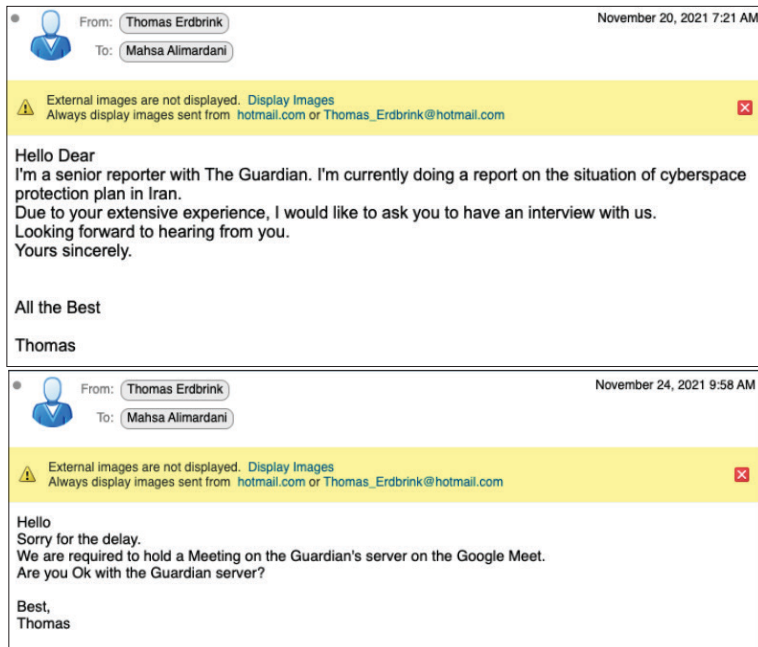 From: Thomas Erdbrink November 20, 2021 7:21 AM
To: Mahsa Alimardani
External images are not displayed. Display Images
Always display images sent from hotmail.com or Thomas_Erdbrink@hotmail.com
Hello Dear
I'm a senior reporter with The Guardian. I'm currently doing a report on the situation of cyberspace
protection plan in Iran.
Due to your extensive experience, I would like to ask you to have an interview with us.
Looking forward to hearing from you.
Yours sincerely.
All the Best
Thomas
From: Thomas Erdbrink November 24, 2021 9:58 AM
To: Mahsa Alimardani
External images are not displayed. Display Images
Always display images sent from hotmail.com or Thomas_Erdbrink@hotmail.com
Hello
Sorry for the delay.
We are required to hold a Meeting on the Guardian's server on the Google Meet.
Are you Ok with the Guardian server?
Best,
Thomas